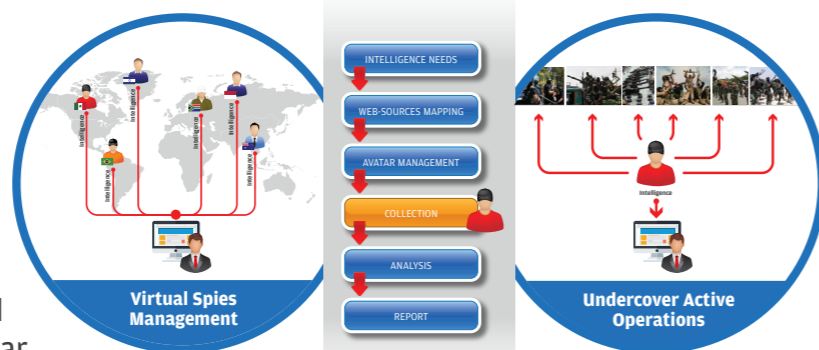 Intelligence
Intelligence
Intelligence
Intelligence
Intelligence
Virtual Spies
Management
INTELLIGENCE NEEDS
WEB-SOURCES MAPPING
AVATAR MANAGEMENT
COLLECTION
ANALYSIS
REPORT
Intelligence
Undercover Active
Operations
ar